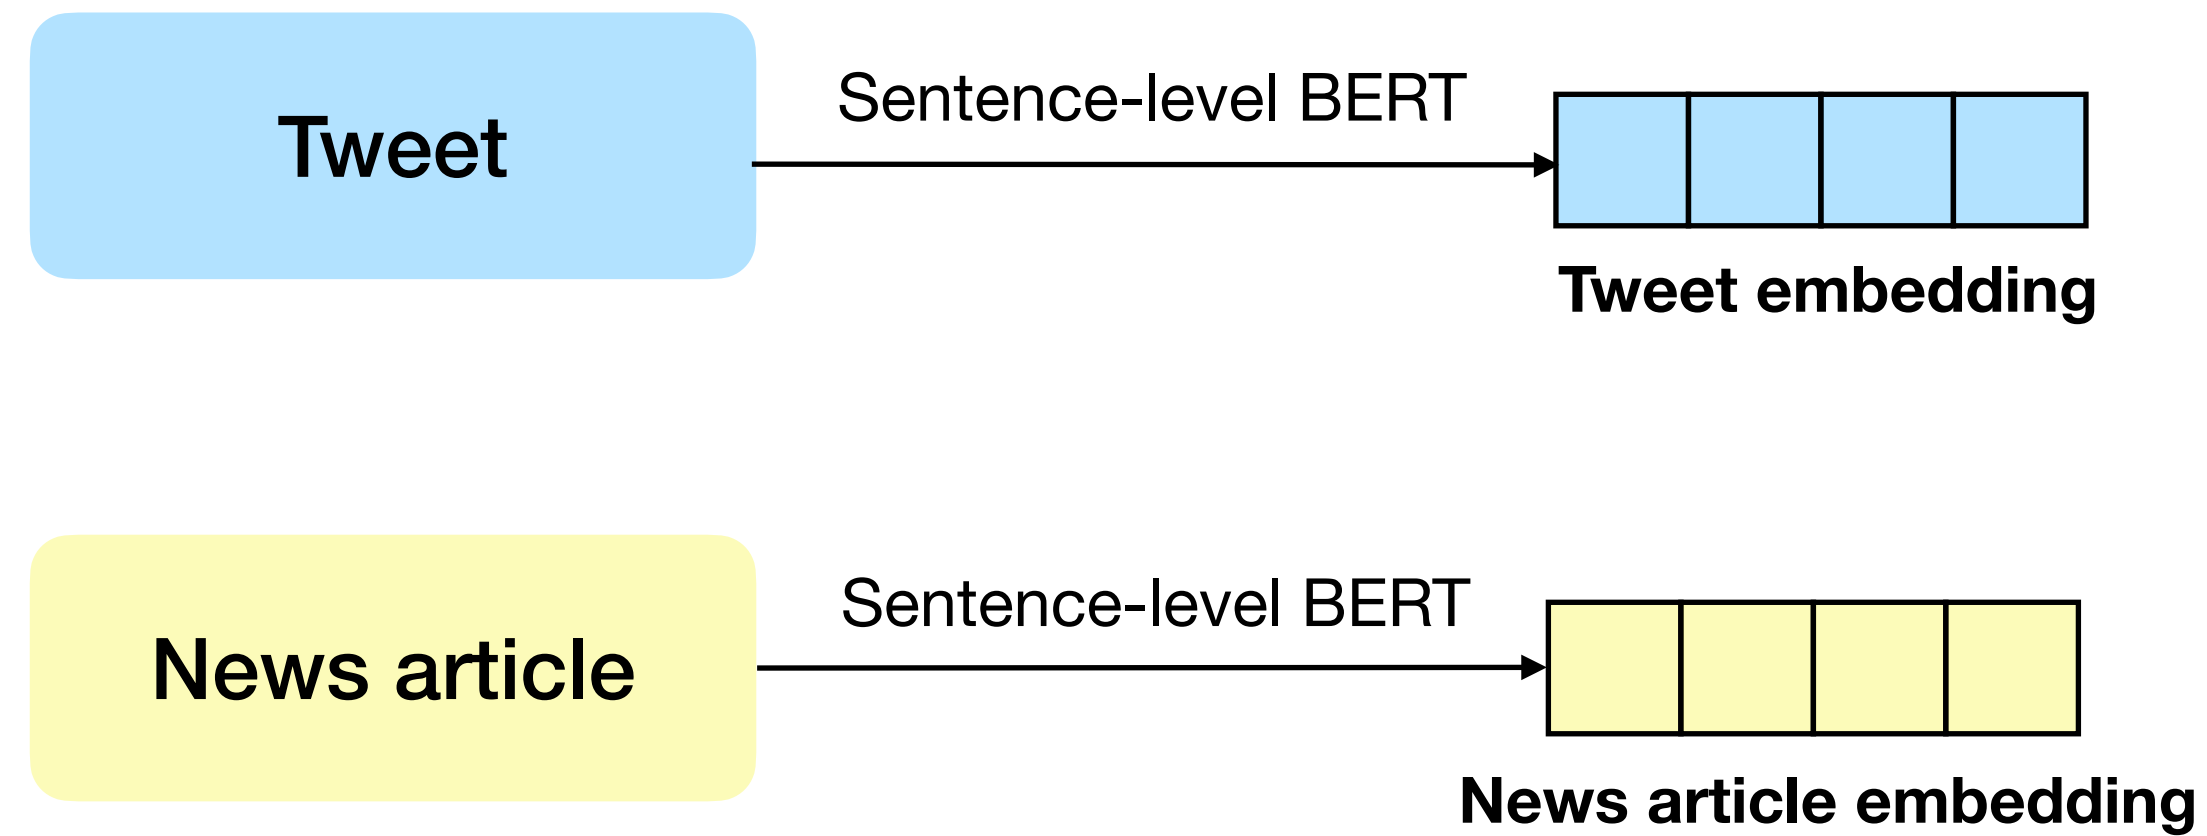 Tweet
Sentence-level BERT
Tweet embedding
News article
Sentence-level BERT
News article embedding